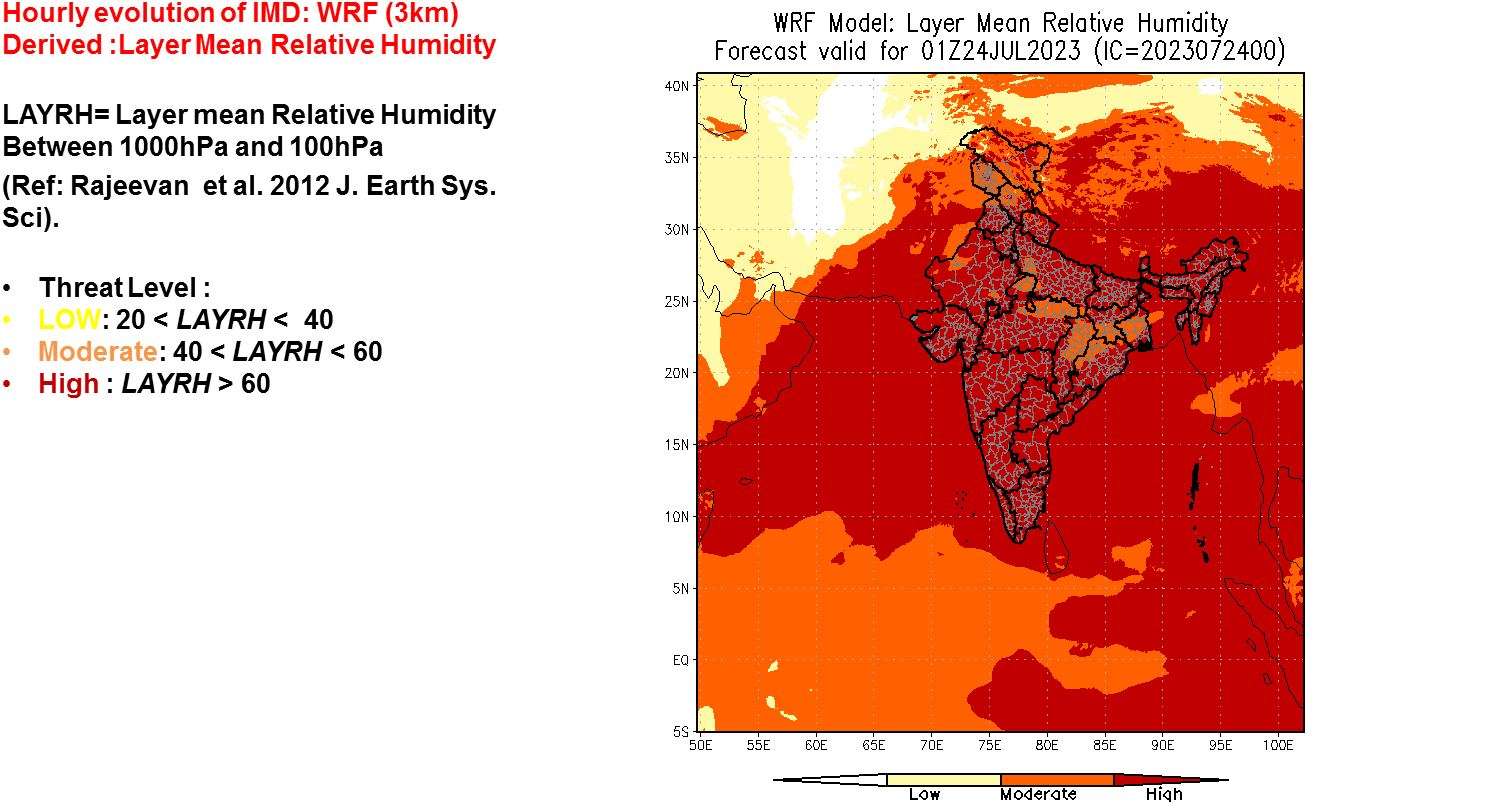 Hourly evolution of IMD: WRF (3km)
Derived :Layer Mean Relative Humidity
LAYRH= Layer mean Relative Humidity
Between 1000hPa and 100hPa
(Ref: Rajeevan et al. 2012 J. Earth Sys.
Sci).
• Threat Level :
• LOW: 20 < LAYRH < 40
• Moderate: 40 < LAYRH < 60
• High : LAYRH > 60
WRF Model: Layer Mean Relative Humidity
Forecast valid for 01Z24JUL2023 (IC=2023072400)
40N
35N
30N
25N
20N
15N
10N
5N
EQ
5S
50E 55E 60E 65E 70E 75E 80E 85E 90E 95E 100E
Low Moderate High